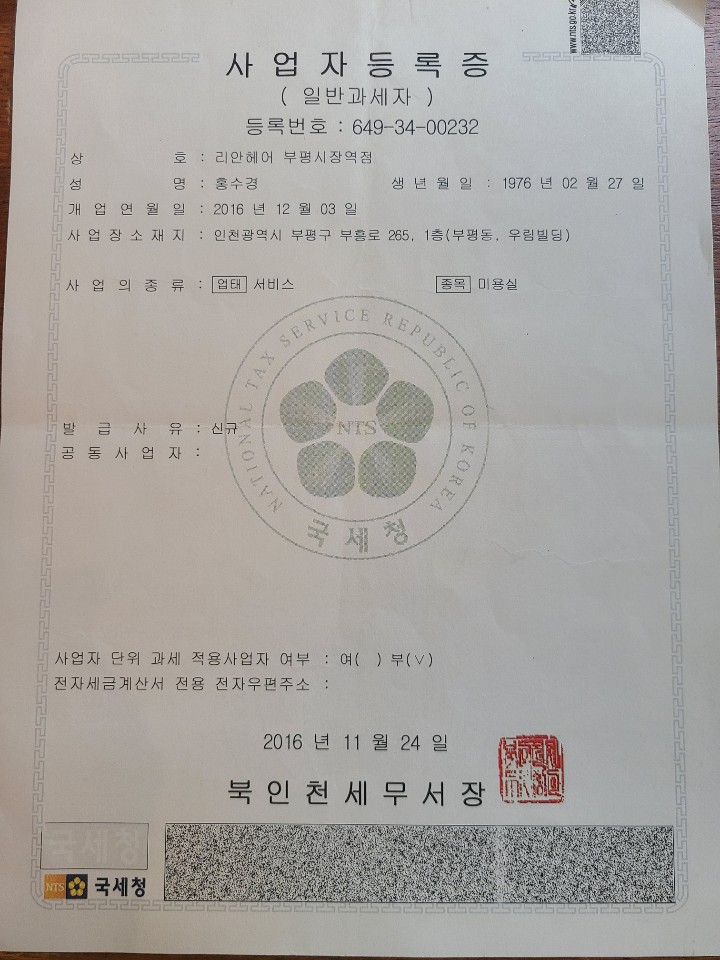 www.nts.go.kr
사업자등록증
( 일반과세자 )
등록번호 : 649-34-00232
상 호 : 리안헤어 부평시장역점
성 명 : 홍수경 생년월일 : 1976 년 02 월 27 일
개업연월일 : 2016 년 12 월 03 일
사업장소재지 : 인천광역시 부평구 부흥로 265, 1층(부평동, 우림빌딩)
사업의종류 : 업태 서비스 종목 미용실
NATIONAL TAX SERVICE REPUBLIC OF KOREA
NTS
국세청
발급사유 : 신규
공동사업자 :
사업자 단위 과세 적용사업자 여부 : 여( ) 부(∨)
전자세금계산서 전용 전자우편주소 :
2016 년 11 월 24 일
북인천세무서장
국세청
NTS 국세청